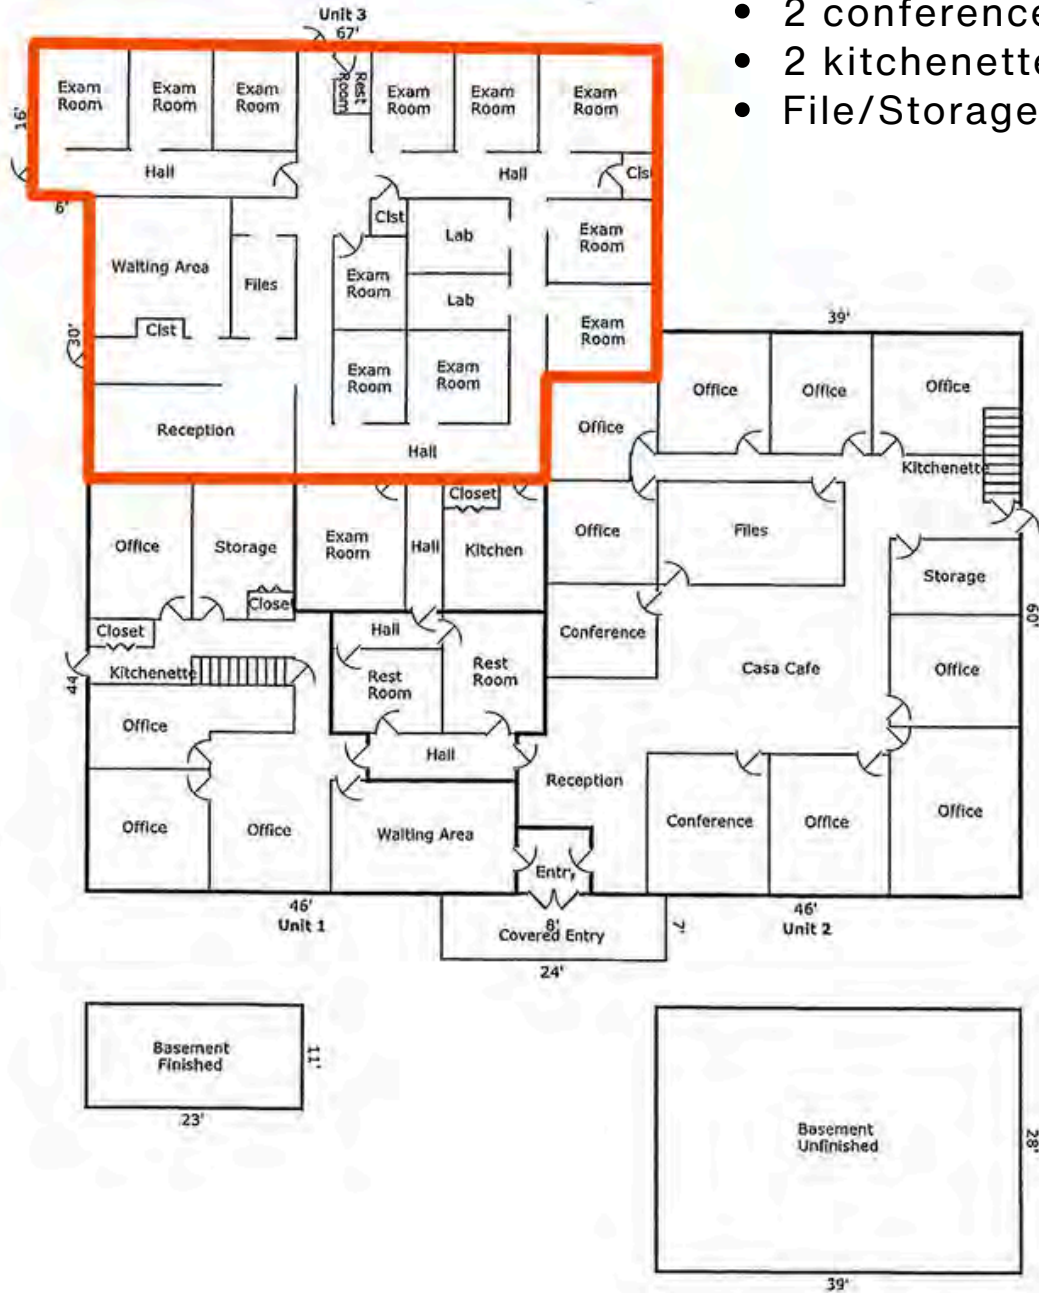 • 2 conference
• 2 kitchenette
• File/Storage
Unit 3
67'
Exam
Room
Exam
Room
Exam
Room
Rest
Room
Exam
Room
Exam
Room
Exam
Room
16'
Hall
Hall
Cls
6'
Clst
Waiting Area
Files
Lab
Exam
Room
Exam
Room
Lab
Clst
30'
Exam
Room
Exam
Room
Exam
Room
Reception
Hall
39'
Office
Office
Office
Office
Kitchenette
Closet
Office
Storage
Exam
Room
Hall
Kitchen
Office
Files
Storage
Closet
Closet
Hall
Conference
60'
Kitchenette
44
Rest
Room
Rest
Room
Casa Cafe
Office
Office
Hall
Reception
Office
Office
Waiting Area
Conference
Office
Office
Entry
46'
Unit 1
8'
Covered Entry
7'
46'
Unit 2
24'
Basement
Finished
11'
23'
Basement
Unfinished
28'
39'